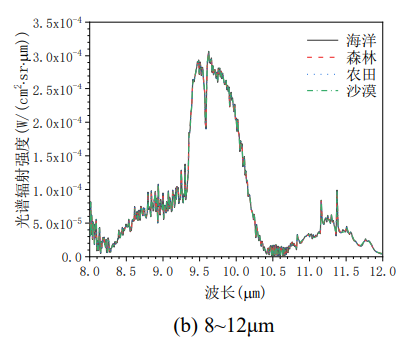 光谱辐射强度(W/(cm²·sr·μm))
3.5x10⁻⁴
3.0x10⁻⁴
2.5x10⁻⁴
2.0x10⁻⁴
1.5x10⁻⁴
1.0x10⁻⁴
5.0x10⁻⁵
0.0
海洋
森林
农田
沙漠
8.0 8.5 9.0 9.5 10.0 10.5 11.0 11.5 12.0
波长(μm)
(b) 8~12μm